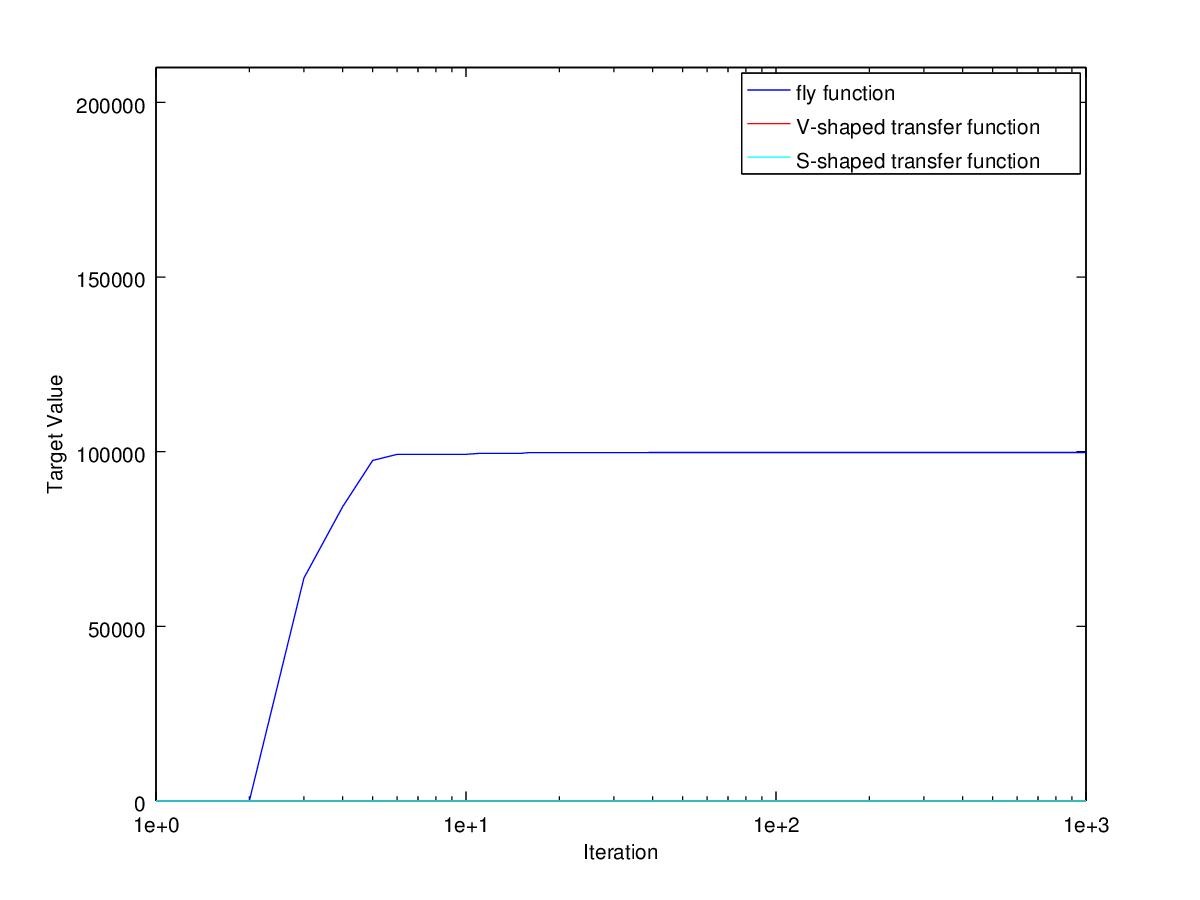 fly function
V-shaped transfer function
S-shaped transfer function
200000
150000
100000
50000
0
Target Value
1e+0 1e+1 1e+2 1e+3
Iteration